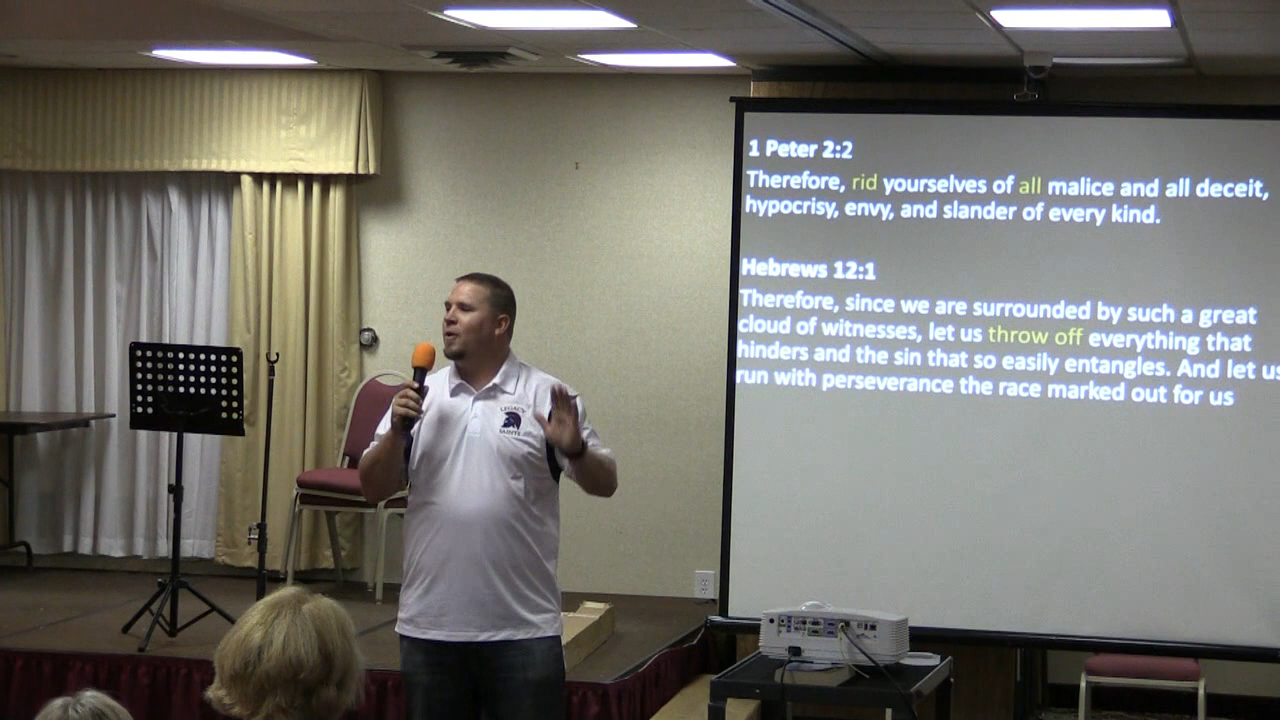 1 Peter 2:2
Therefore, rid yourselves of all malice and all deceit,
hypocrisy, envy, and slander of every kind.
Hebrews 12:1
Therefore, since we are surrounded by such a great
cloud of witnesses, let us throw off everything that
hinders and the sin that so easily entangles. And let us
run with perseverance the race marked out for us
LEGACY
SAINTS